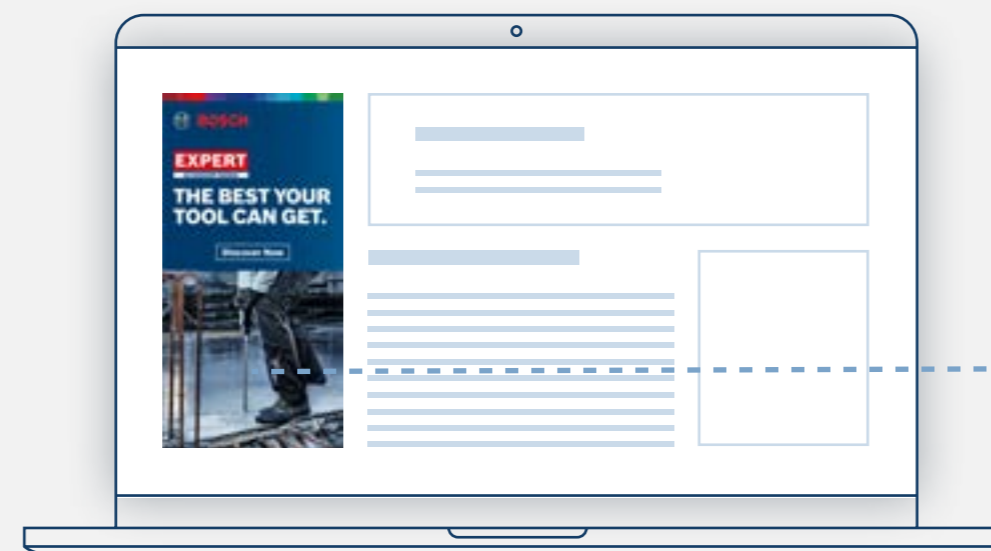 BOSCH
EXPERT
THE BEST YOUR
TOOL CAN GET.
Discover Now